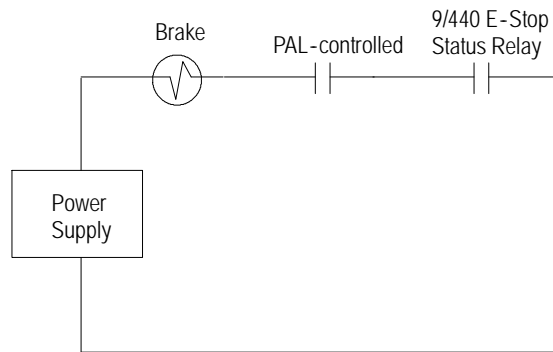 Brake
PAL-controlled
9/440 E-Stop
Status Relay
Power
Supply